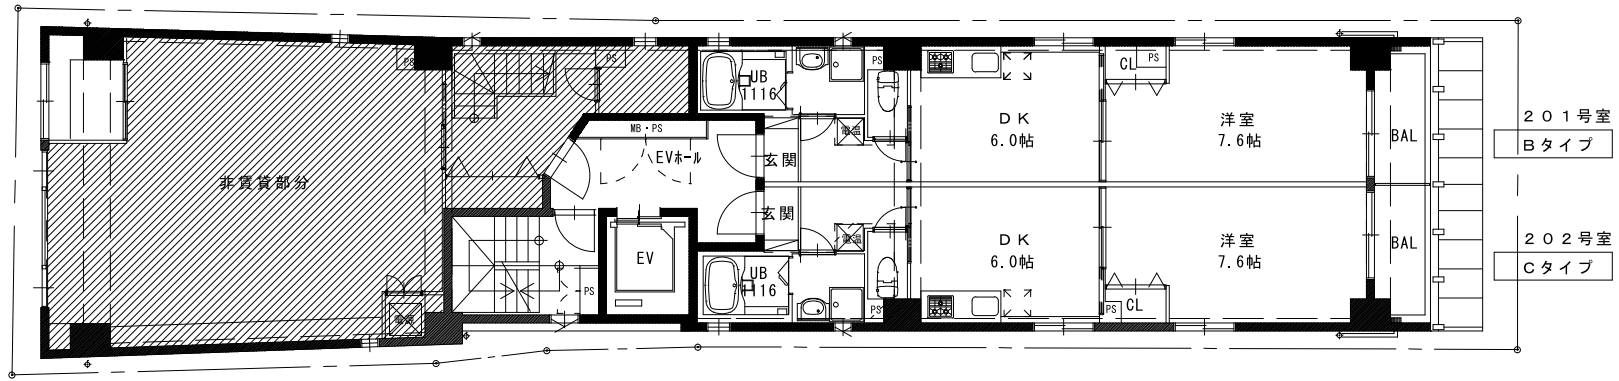 PS
PS
UB
1116
PS
電温
MB・PS
EVホール
玄関
DK
6.0帖
CL
PS
洋室
7.6帖
BAL
201号室
Bタイプ
非賃貸部分
玄関
電温
EV
PS
UB
1116
PS
DK
6.0帖
洋室
7.6帖
PS
CL
BAL
202号室
Cタイプ